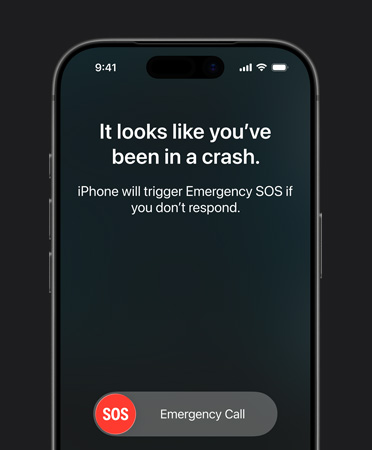 9:41
It looks like you’ve
been in a crash.
iPhone will trigger Emergency SOS if
you don’t respond.
SOS Emergency Call